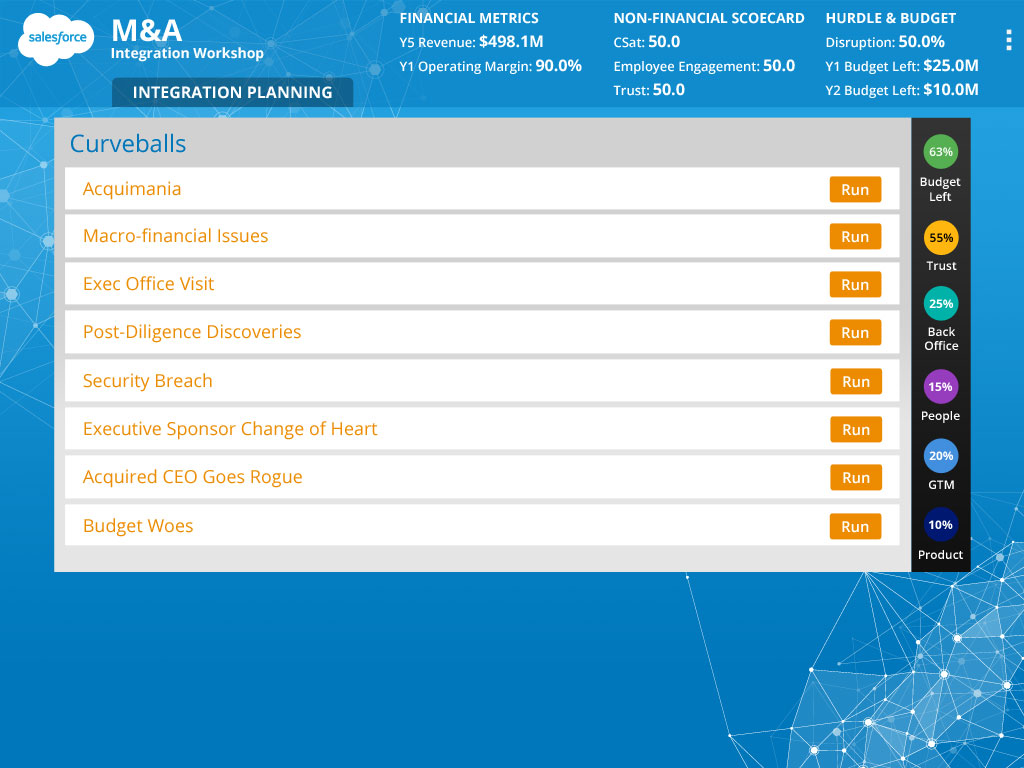 salesforce
M&A
Integration Workshop
INTEGRATION PLANNING
FINANCIAL METRICS
Y5 Revenue: $498.1M
Y1 Operating Margin: 90.0%
NON-FINANCIAL SCOECARD
CSat: 50.0
Employee Engagement: 50.0
Trust: 50.0
HURDLE & BUDGET
Disruption: 50.0%
Y1 Budget Left: $25.0M
Y2 Budget Left: $10.0M
Curveballs
Acquimania Run
Macro-financial Issues Run
Exec Office Visit Run
Post-Diligence Discoveries Run
Security Breach Run
Executive Sponsor Change of Heart Run
Acquired CEO Goes Rogue Run
Budget Woes Run
63%
Budget
Left
55%
Trust
25%
Back
Office
15%
People
20%
GTM
10%
Product